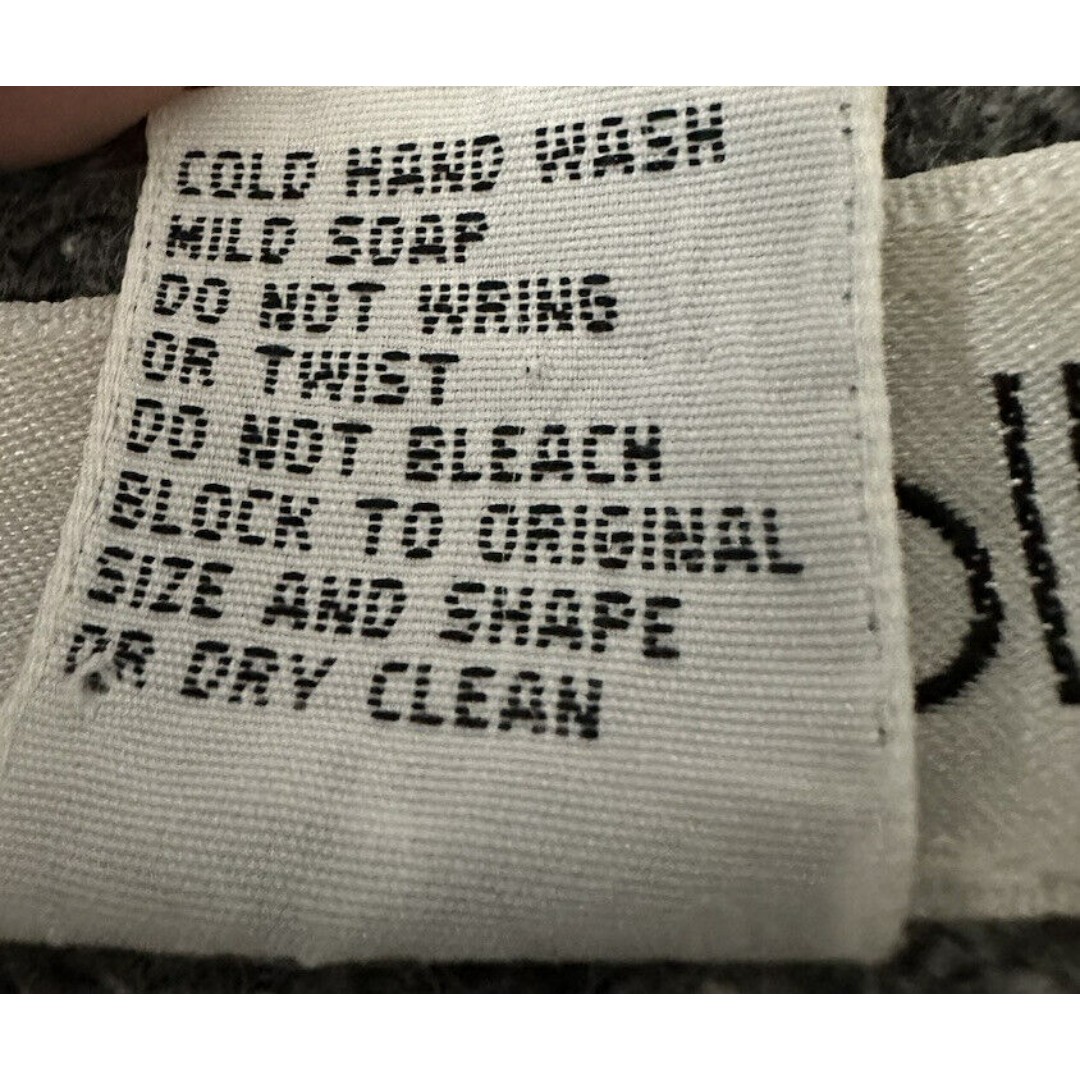 COLD HAND WASH
MILD SOAP
DO NOT WRING
OR TWIST
DO NOT BLEACH
BLOCK TO ORIGINAL
SIZE AND SHAPE
OR DRY CLEAN